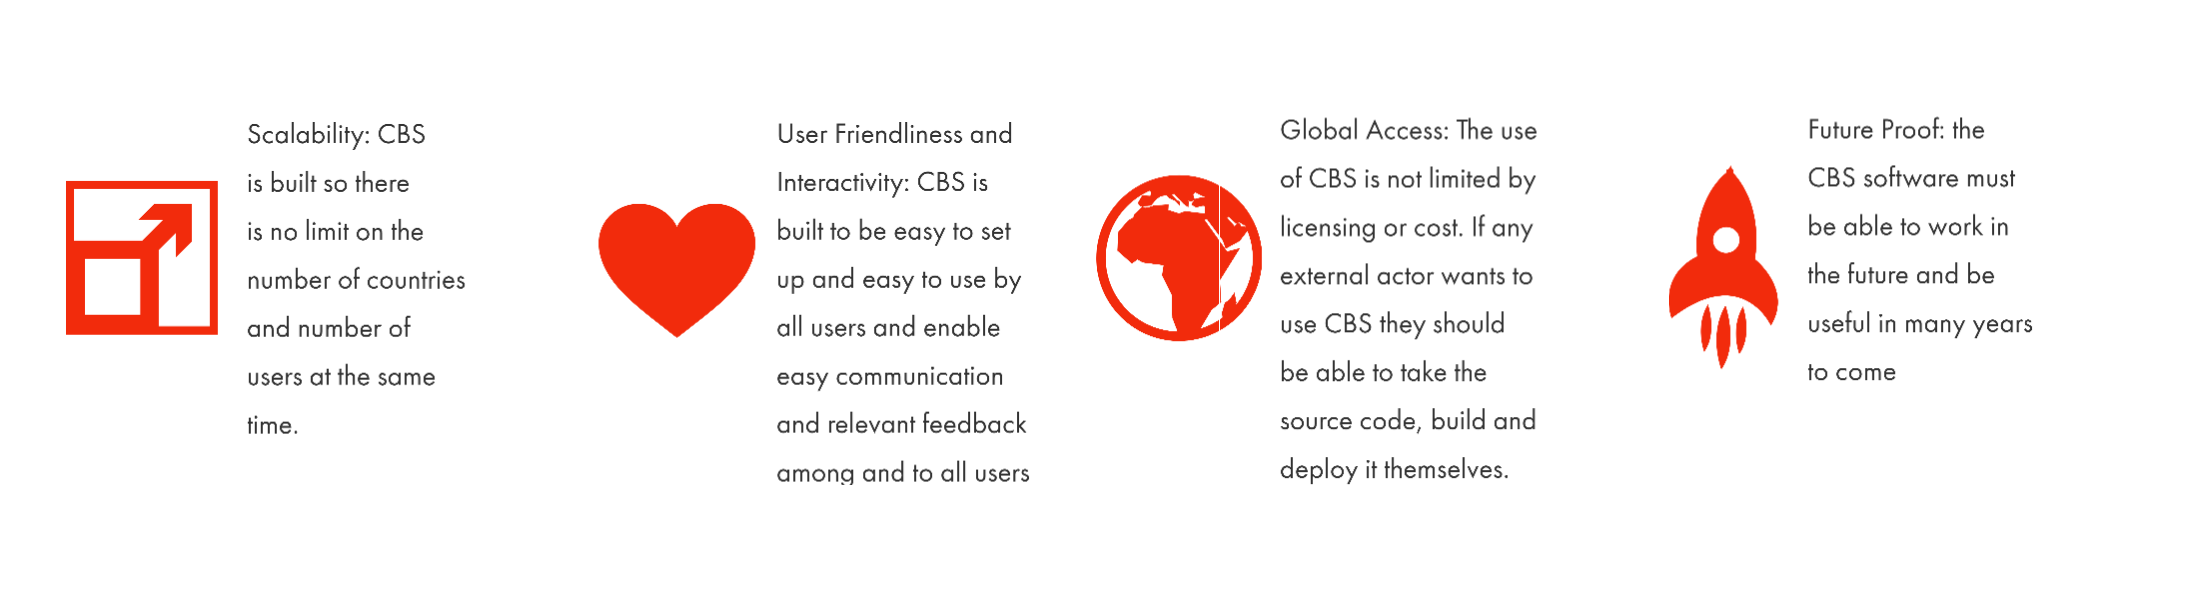 Scalability: CBS
is built so there
is no limit on the
number of countries
and number of
users at the same
time.
User Friendliness and
Interactivity: CBS is
built to be easy to set
up and easy to use by
all users and enable
easy communication
and relevant feedback
among and to all users
Global Access: The use
of CBS is not limited by
licensing or cost. If any
external actor wants to
use CBS they should
be able to take the
source code, build and
deploy it themselves.
Future Proof: the
CBS software must
be able to work in
the future and be
useful in many years
to come